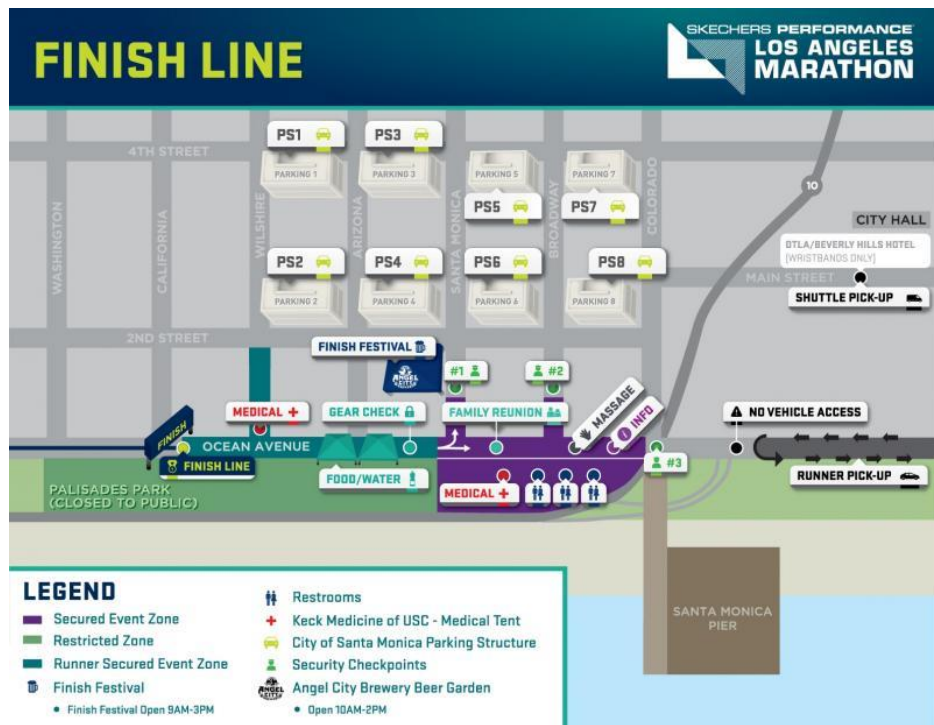 FINISH LINE
SKECHERS PERFORMANCE
LOS ANGELES
MARATHON
PS1
PS3
4TH STREET
PARKING 1
PARKING 3
PARKING 5
PARKING 7
PS5
PS7
10
WASHINGTON
CALIFORNIA
WILSHIRE
ARIZONA
SANTA MONICA
BROADWAY
COLORADO
CITY HALL
DTLA/BEVERLY HILLS HOTEL
(WRISTBANDS ONLY)
PS2
PS4
PS6
PS8
MAIN STREET
SHUTTLE PICK-UP
PARKING 2
PARKING 4
PARKING 6
PARKING 8
2ND STREET
FINISH FESTIVAL
ANGEL
CITY
#1
#2
MEDICAL
GEAR CHECK
FAMILY REUNION
MASSAGE
INFO
NO VEHICLE ACCESS
FINISH
OCEAN AVENUE
FINISH LINE
FOOD/WATER
#3
RUNNER PICK-UP
PALISADES PARK
(CLOSED TO PUBLIC)
MEDICAL
SANTA MONICA
PIER
LEGEND
Secured Event Zone
Restricted Zone
Runner Secured Event Zone
Finish Festival
• Finish Festival Open 9AM-3PM
Restrooms
Keck Medicine of USC - Medical Tent
City of Santa Monica Parking Structure
Security Checkpoints
ANGEL
CITY
Angel City Brewery Beer Garden
• Open 10AM-2PM